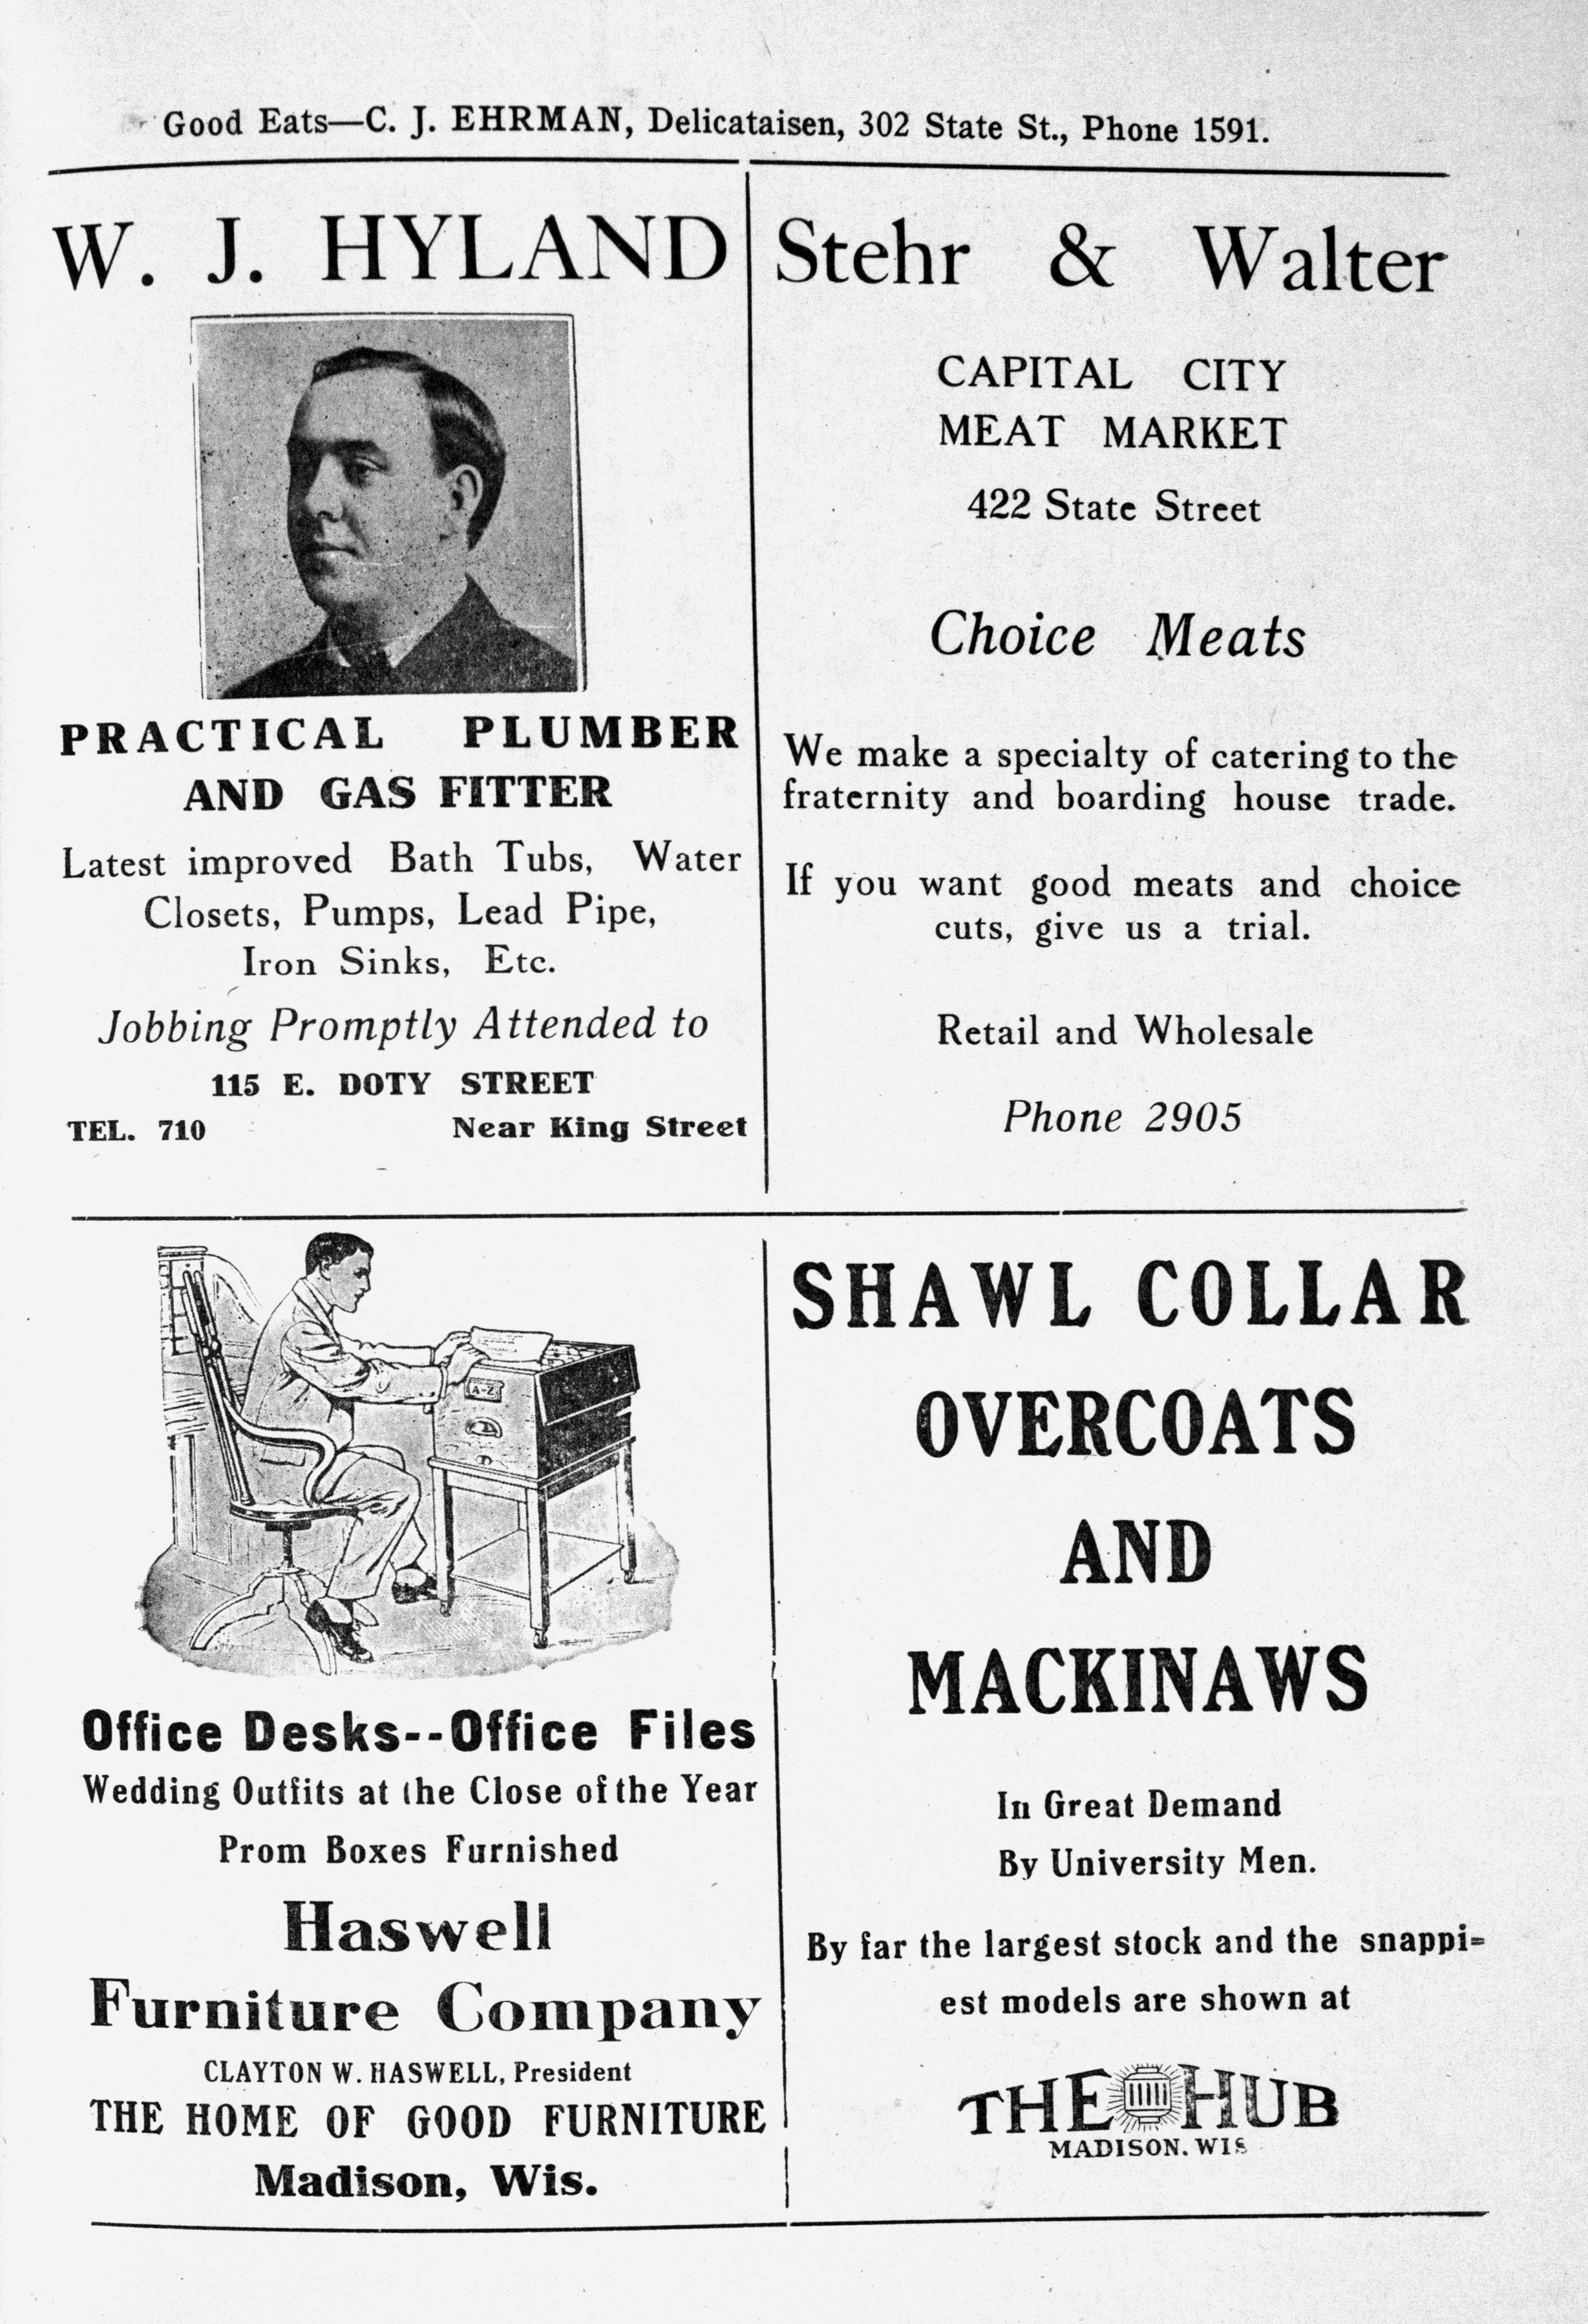 Good Eats—C. J. EHRMAN, Delicataisen, 302 State St., Phone 1591.
W. J. HYLAND
PRACTICAL PLUMBER
AND GAS FITTER
Latest improved Bath Tubs, Water
Closets, Pumps, Lead Pipe,
Iron Sinks, Etc.
Jobbing Promptly Attended to
115 E. DOTY STREET
TEL. 710 Near King Street
Stehr & Walter
CAPITAL CITY
MEAT MARKET
422 State Street
Choice Meats
We make a specialty of catering to the
fraternity and boarding house trade.
If you want good meats and choice
cuts, give us a trial.
Retail and Wholesale
Phone 2905
A-Z
Office Desks--Office Files
Wedding Outfits at the Close of the Year
Prom Boxes Furnished
Haswell
Furniture Company
CLAYTON W. HASWELL, President
THE HOME OF GOOD FURNITURE
Madison, Wis.
SHAWL COLLAR
OVERCOATS
AND
MACKINAWS
In Great Demand
By University Men.
By far the largest stock and the snappi=
est models are shown at
THE HUB
MADISON. WIS